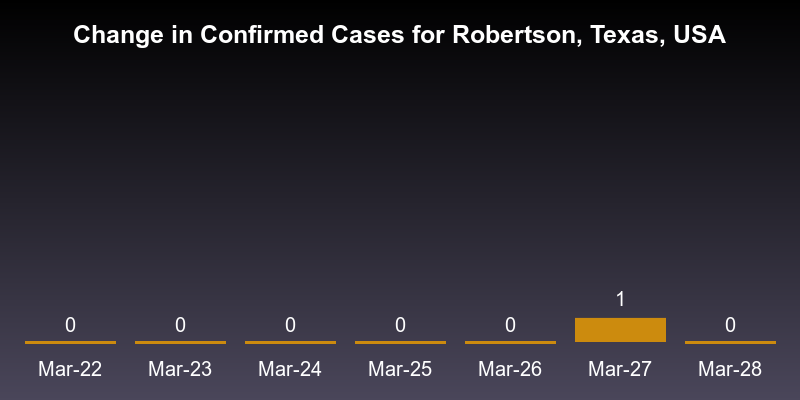 Change in Confirmed Cases for Robertson, Texas, USA
1
0 0 0 0 0 0
Mar-22 Mar-23 Mar-24 Mar-25 Mar-26 Mar-27 Mar-28